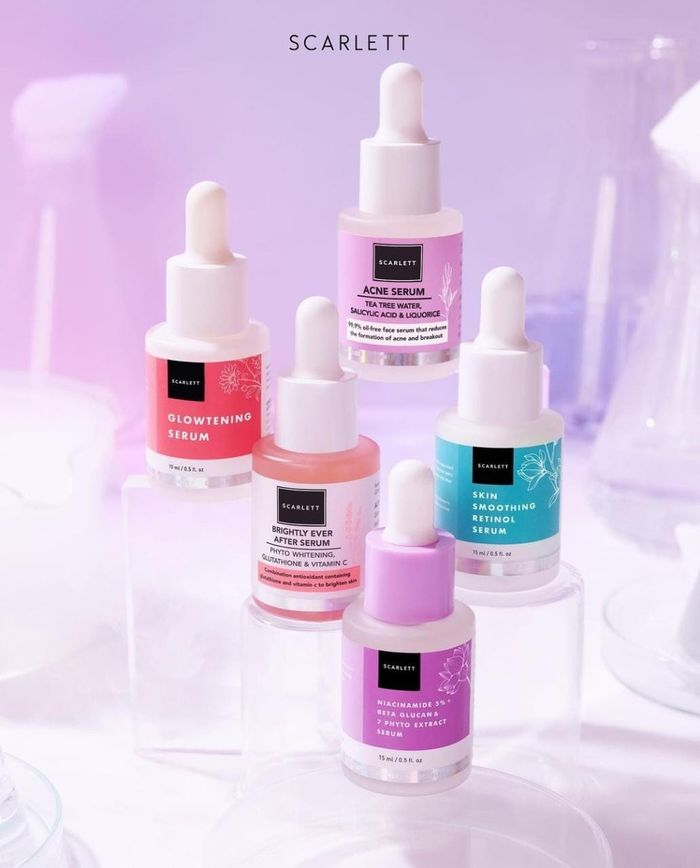 SCARLETT
SCARLETT
ACNE SERUM
TEA TREE WATER,
SALICYLIC ACID & LIQUORICE
99,9% oil-free face serum that reduces
the formation of acne and breakout
SCARLETT
GLOWTENING
SERUM
15 ml / 0.5 fl. oz
SCARLETT
BRIGHTLY EVER
AFTER SERUM
PHYTO WHITENING,
GLUTATHIONE & VITAMIN C
Combination antioxidant containing
glutathione and vitamin c to brighten skin
SCARLETT
SKIN
SMOOTHING
RETINOL
SERUM
15 ml / 0.5 fl. oz
SCARLETT
NIACINAMIDE 5% +
BETA GLUCAN &
7 PHYTO EXTRACT
SERUM
15 ml / 0.5 fl. oz